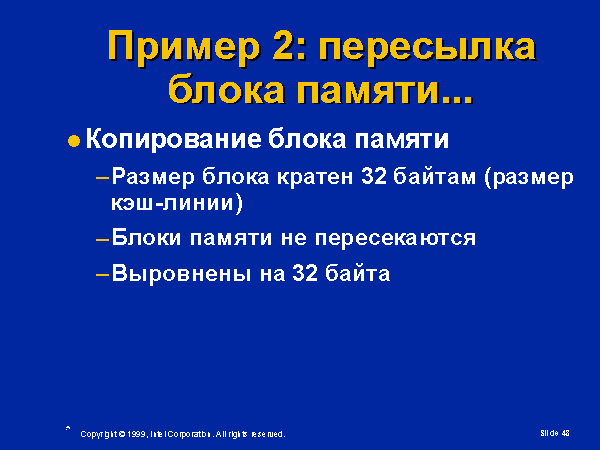 Пример 2: пересылка
блока памяти...
●Копирование блока памяти
–Размер блока кратен 32 байтам (размер
кэш-линии)
–Блоки памяти не пересекаются
–Выровнены на 32 байта
* Copyright © 1999, Intel Corporation. All rights reserved.
Slide 48